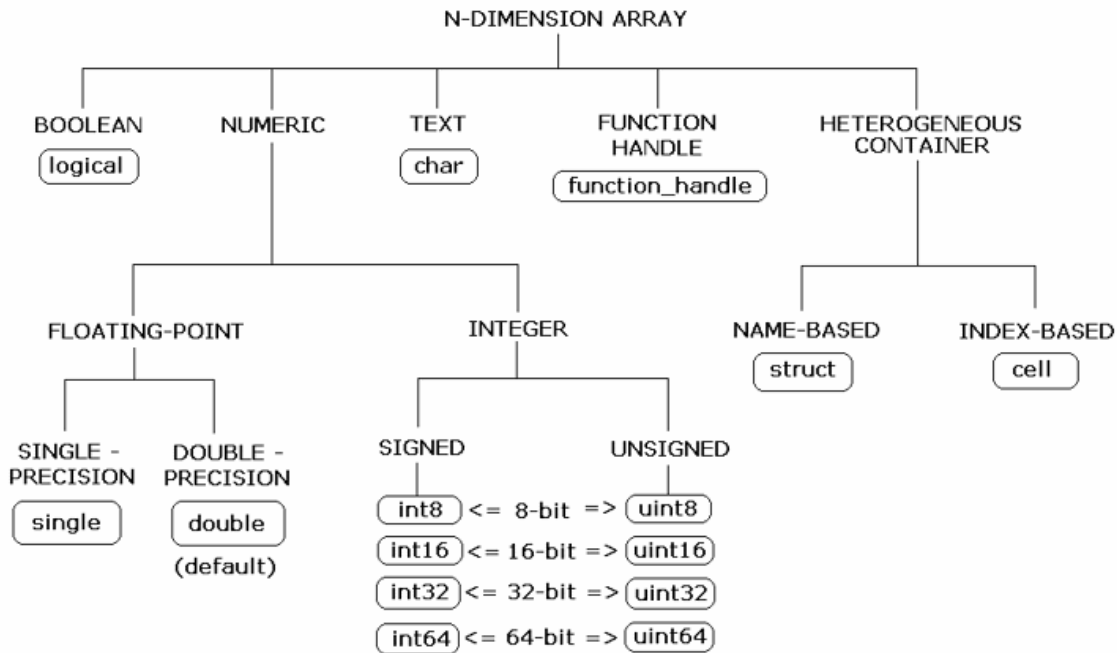 N-DIMENSION ARRAY
BOOLEAN
logical
NUMERIC
TEXT
char
FUNCTION
HANDLE
function_handle
HETEROGENEOUS
CONTAINER
FLOATING-POINT
INTEGER
NAME-BASED
struct
INDEX-BASED
cell
SINGLE -
PRECISION
single
DOUBLE -
PRECISION
double
(default)
SIGNED
UNSIGNED
int8 <= 8-bit => uint8
int16 <= 16-bit => uint16
int32 <= 32-bit => uint32
int64 <= 64-bit => uint64